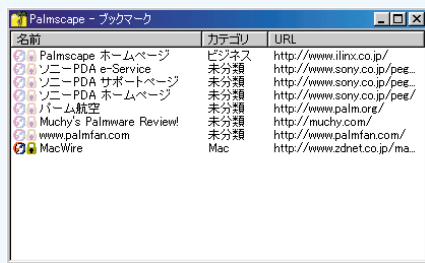 Palmscape - ブックマーク
名前 カテゴリ URL
Palmscape ホームページ ビジネス http://www.ilinx.co.jp/
ソニーPDA e-Service 未分類 http://www.sony.co.jp/peg...
ソニーPDA サポートページ 未分類 http://www.sony.co.jp/peg...
ソニーPDA ホームページ 未分類 http://www.sony.co.jp/peg...
パーム航空 未分類 http://www.palm.org/
Muchy's Palmware Review! 未分類 http://muchy.com/
www.palmfan.com 未分類 http://www.palmfan.com/
MacWire Mac http://www.zdnet.co.jp/ma...